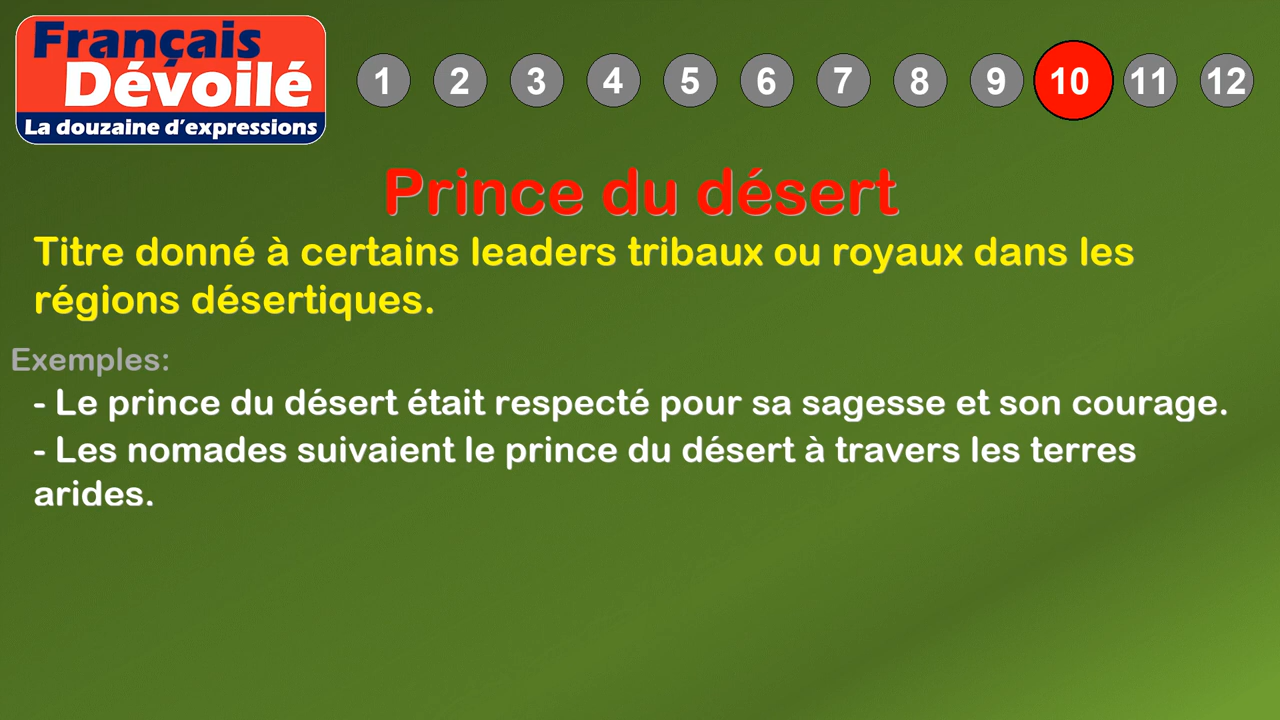 Français
Dévoilé
La douzaine d'expressions
1 2 3 4 5 6 7 8 9 10 11 12
Prince du désert
Titre donné à certains leaders tribaux ou royaux dans les
régions désertiques.
Exemples:
- Le prince du désert était respecté pour sa sagesse et son courage.
- Les nomades suivaient le prince du désert à travers les terres
arides.